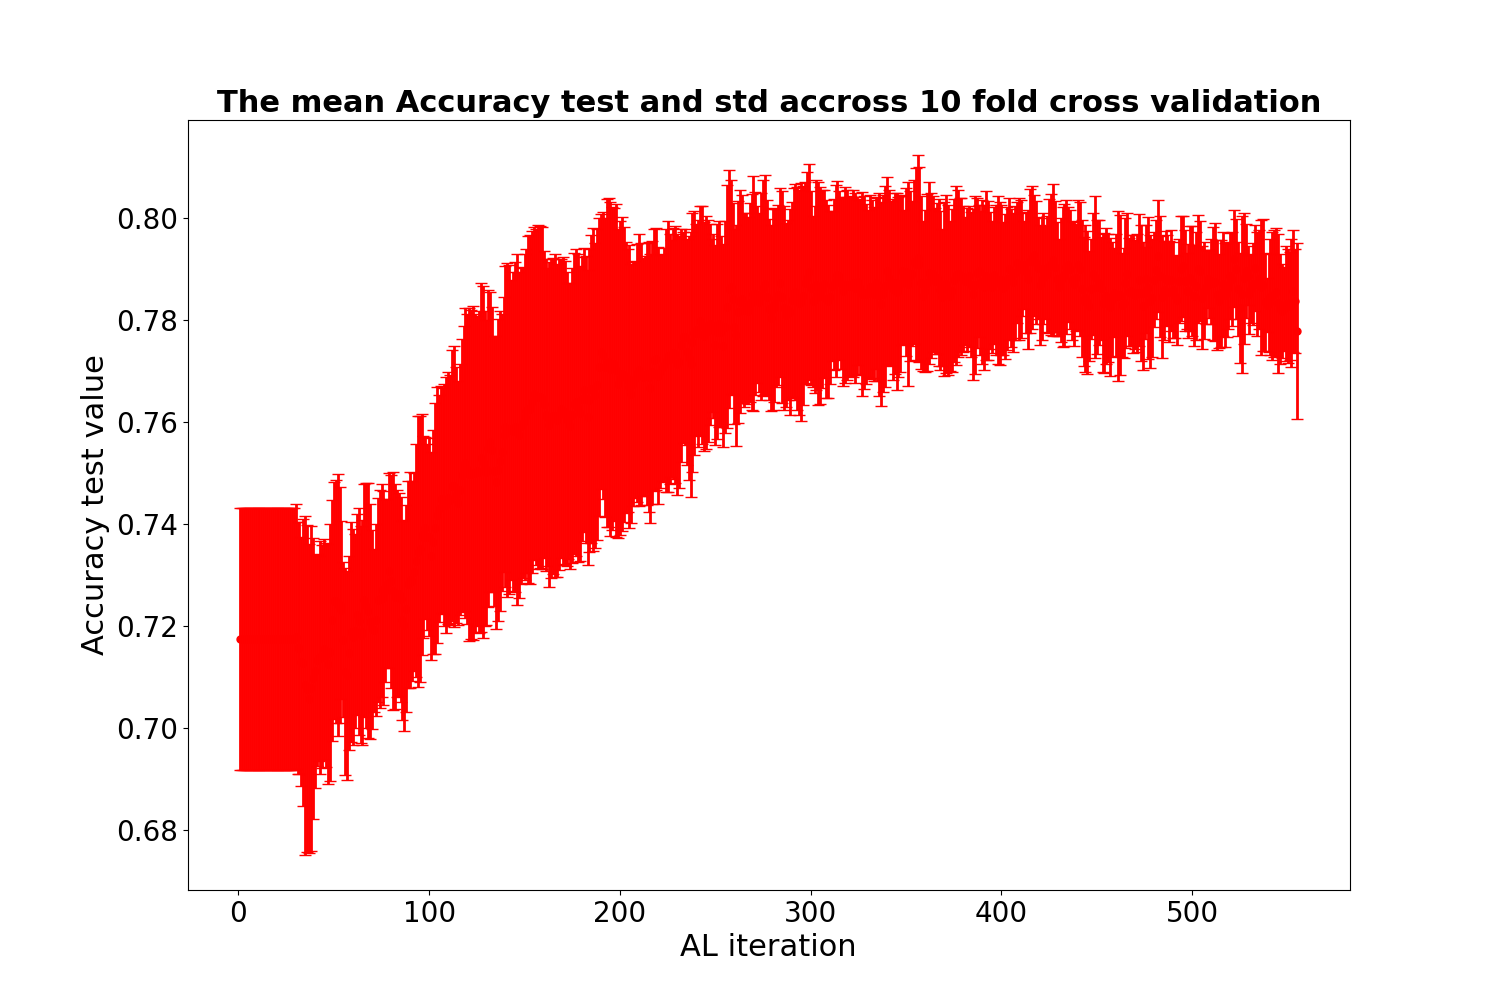 The mean Accuracy test and std accross 10 fold cross validation
Accuracy test value
0.80
0.78
0.76
0.74
0.72
0.70
0.68
0 100 200 300 400 500
AL iteration